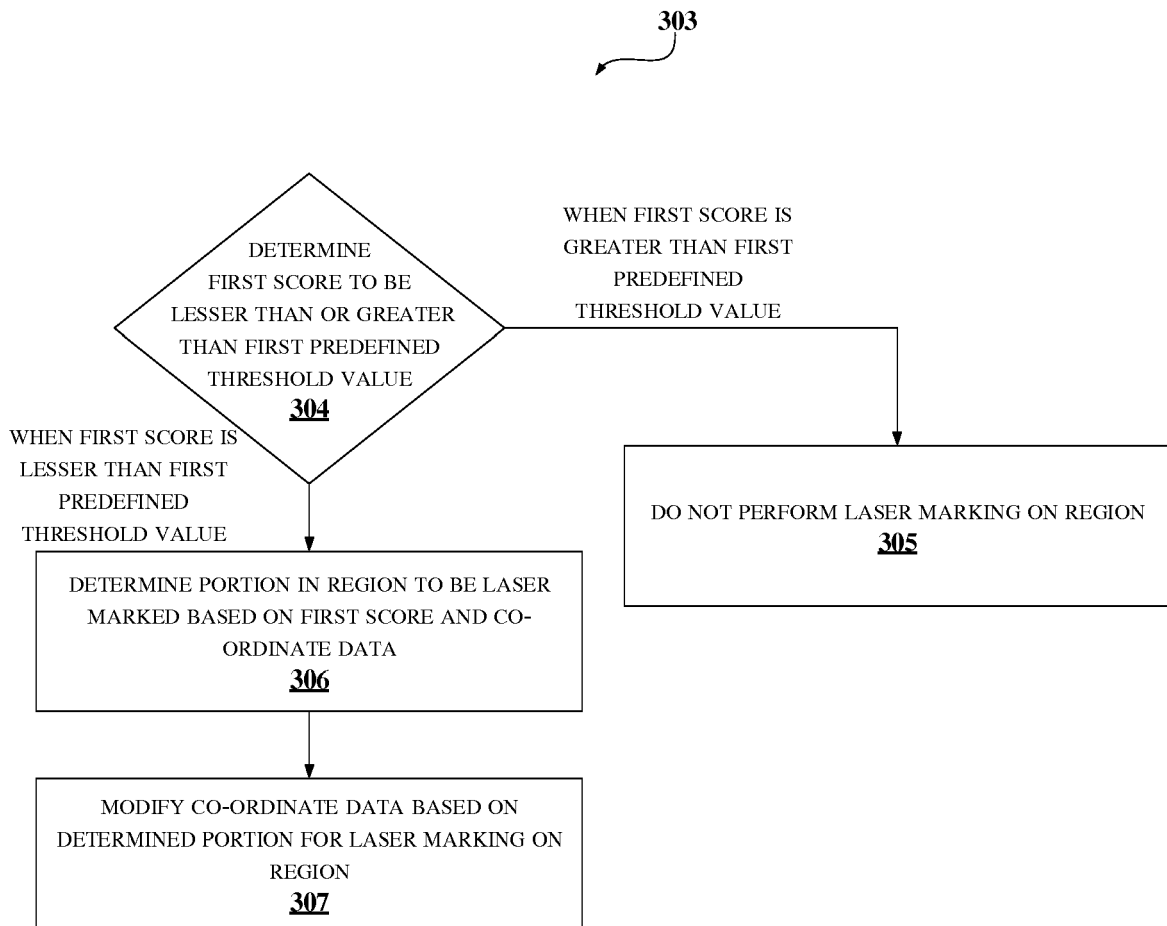 303
DETERMINE
FIRST SCORE TO BE
LESSER THAN OR GREATER
THAN FIRST PREDEFINED
THRESHOLD VALUE
304
WHEN FIRST SCORE IS
GREATER THAN FIRST
PREDEFINED
THRESHOLD VALUE
WHEN FIRST SCORE IS
LESSER THAN FIRST
PREDEFINED
THRESHOLD VALUE
DO NOT PERFORM LASER MARKING ON REGION
305
DETERMINE PORTION IN REGION TO BE LASER
MARKED BASED ON FIRST SCORE AND CO-
ORDINATE DATA
306
MODIFY CO-ORDINATE DATA BASED ON
DETERMINED PORTION FOR LASER MARKING ON
REGION
307